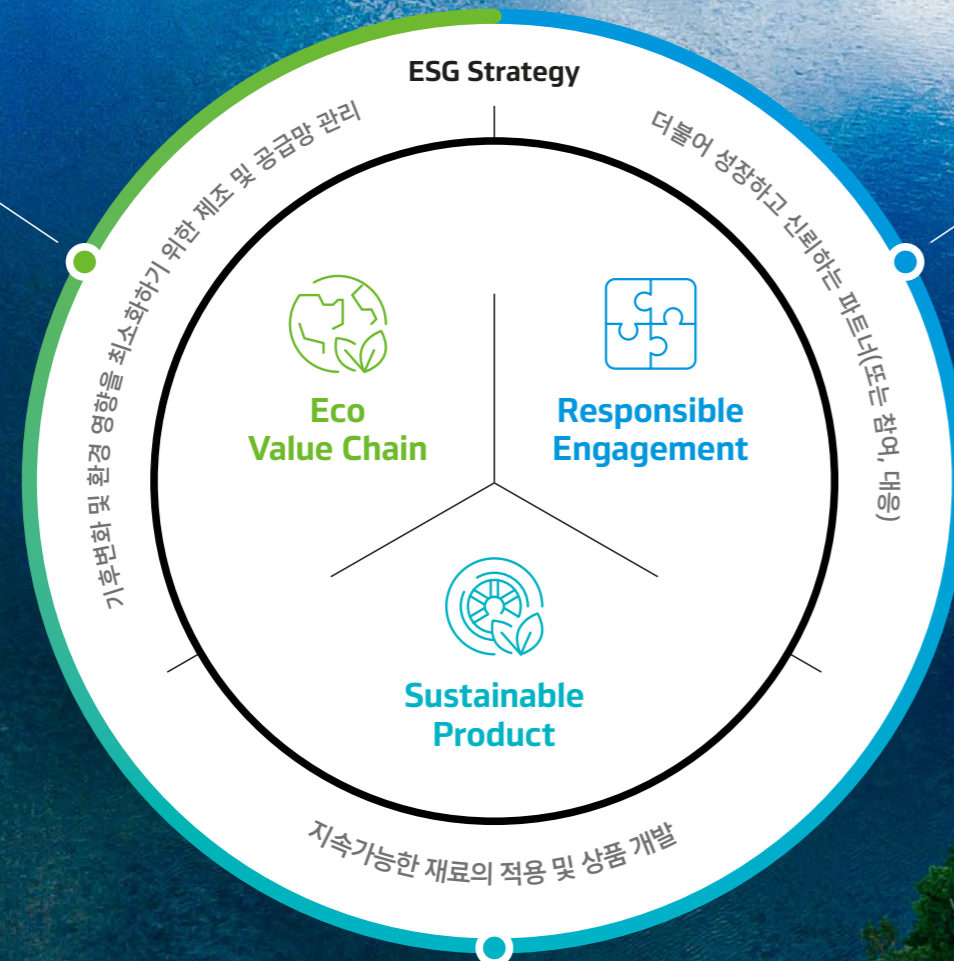 ESG Strategy
기후변화 및 환경 영향을 최소화하기 위한 제조 및 공급망 관리
더불어 성장하고 신뢰하는 파트너(또는 참여, 대응)
Eco
Value Chain
Responsible
Engagement
Sustainable
Product
지속가능한 재료의 적용 및 상품 개발